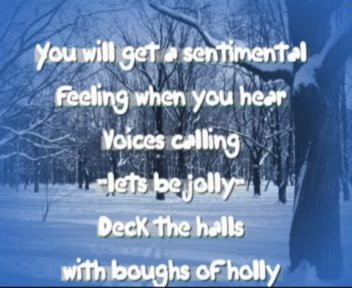 You will get a sentimental
Feeling when you hear
Voices calling
-lets be jolly-
Deck the halls
with boughs of holly